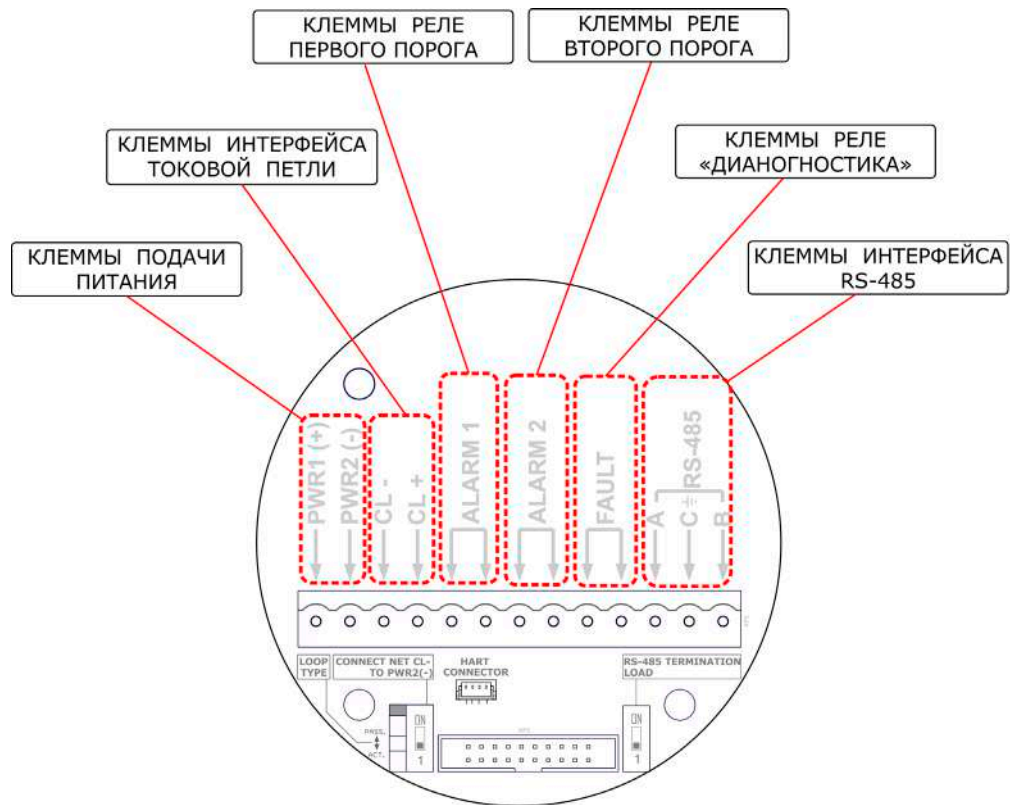 КЛЕММЫ РЕЛЕ
ПЕРВОГО ПОРОГА
КЛЕММЫ РЕЛЕ
ВТОРОГО ПОРОГА
КЛЕММЫ ИНТЕРФЕЙСА
ТОКОВОЙ ПЕТЛИ
КЛЕММЫ РЕЛЕ
«ДИАНОГНОСТИКА»
КЛЕММЫ ПОДАЧИ
ПИТАНИЯ
КЛЕММЫ ИНТЕРФЕЙСА
RS-485
PWR1 (+)
PWR2 (-)
CL -
CL +
ALARM 1
ALARM 2
FAULT
RS-485
A
C
B
LOOP
TYPE
CONNECT NET CL-
TO PWR2(-)
HART
CONNECTOR
RS-485 TERMINATION
LOAD
ON
1
ACT.
ON
1